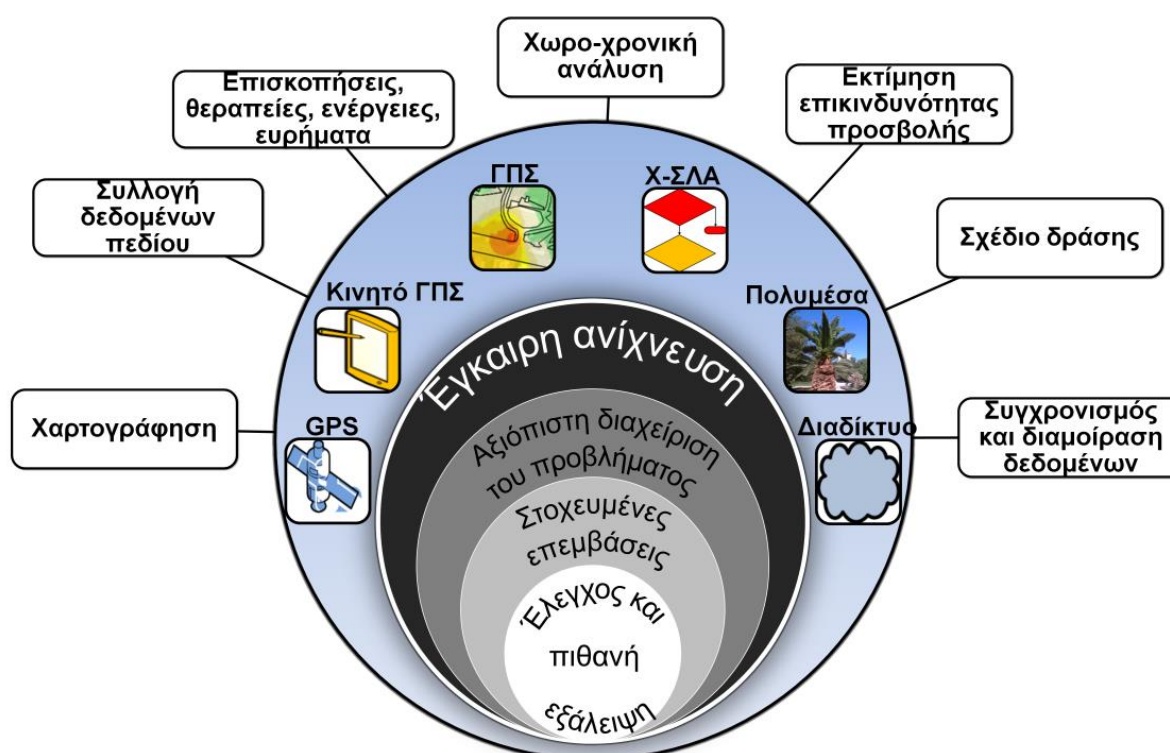 Χωρο-χρονική
ανάλυση
Επισκοπήσεις,
θεραπείες, ενέργειες,
ευρήματα
Εκτίμηση
επικινδυνότητας
προσβολής
Συλλογή
δεδομένων
πεδίου
Σχέδιο δράσης
Χαρτογράφηση
Συγχρονισμός
και διαμοίραση
δεδομένων
ΓΠΣ
Χ-ΣΛΑ
Κινητό ΓΠΣ
Πολυμέσα
GPS
Διαδίκτυο
Έγκαιρη ανίχνευση
Αξιόπιστη διαχείριση
του προβλήματος
Στοχευμένες
επεμβάσεις
Έλεγχος και
πιθανή
εξάλειψη